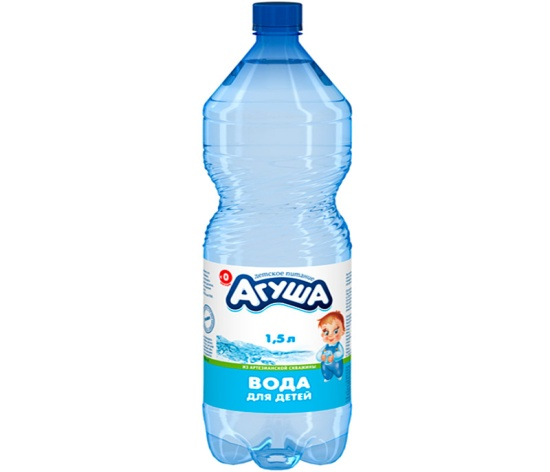 детское питание
Агуша
1,5 л
ИЗ АРТЕЗИАНСКОЙ СКВАЖИНЫ
ВОДА
ДЛЯ ДЕТЕЙ